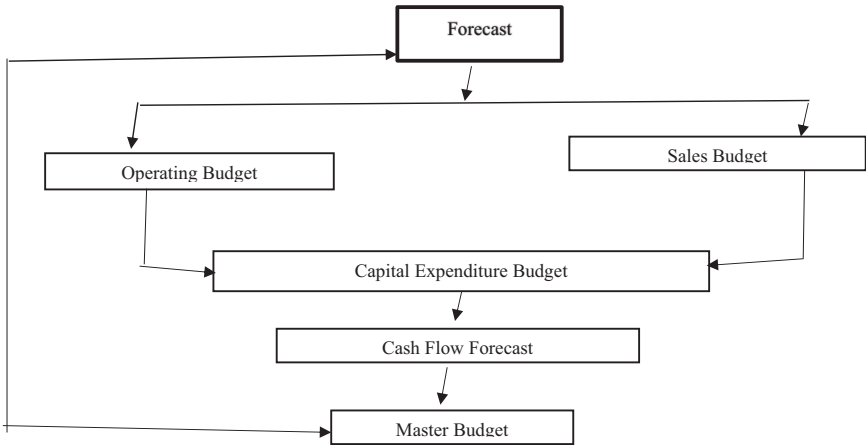 Forecast
Operating Budget
Sales Budget
Capital Expenditure Budget
Cash Flow Forecast
Master Budget